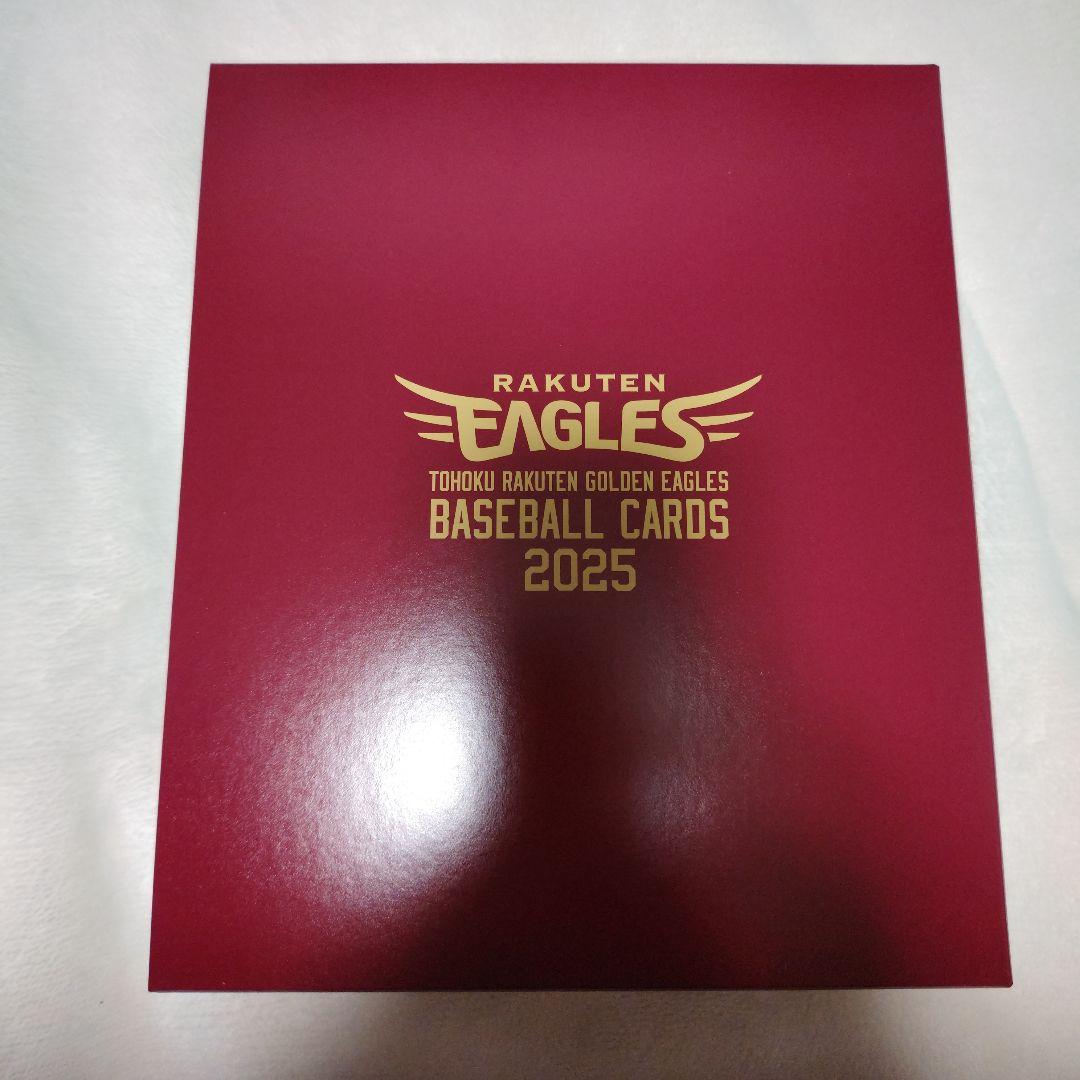 RAKUTEN
EAGLES
TOHOKU RAKUTEN GOLDEN EAGLES
BASEBALL CARDS
2025